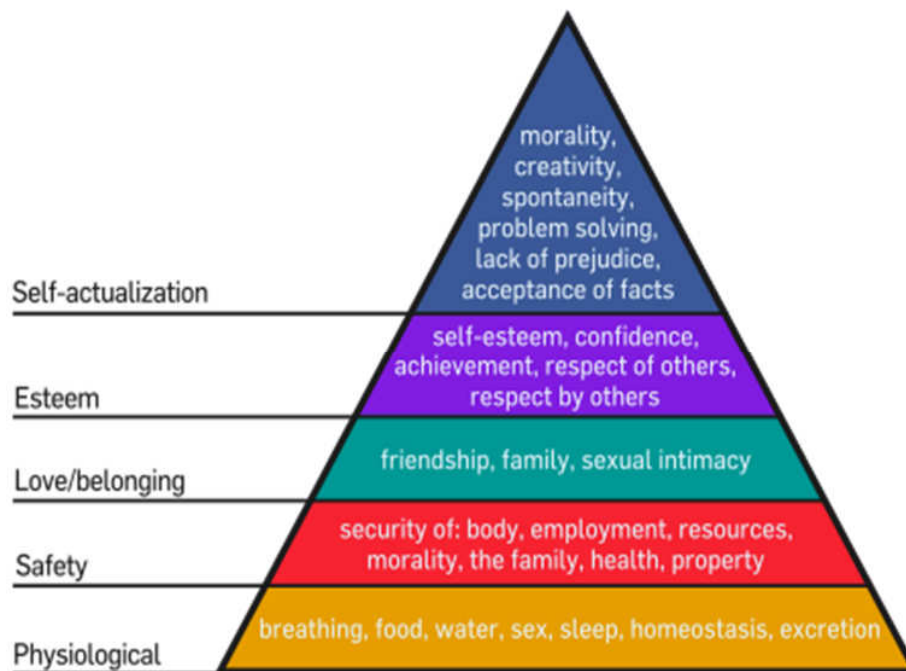 morality,
creativity,
spontaneity,
problem solving,
lack of prejudice,
acceptance of facts
Self-actualization
self-esteem, confidence,
achievement, respect of others,
respect by others
Esteem
friendship, family, sexual intimacy
Love/belonging
security of: body, employment, resources,
morality, the family, health, property
Safety
breathing, food, water, sex, sleep, homeostasis, excretion
Physiological